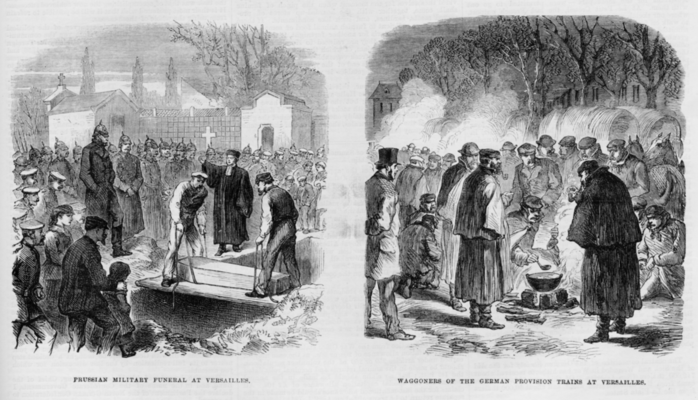 PRUSSIAN MILITARY FUNERAL AT VERSAILLES.
WAGGONERS OF THE GERMAN PROVISION TRAINS AT VERSAILLES.